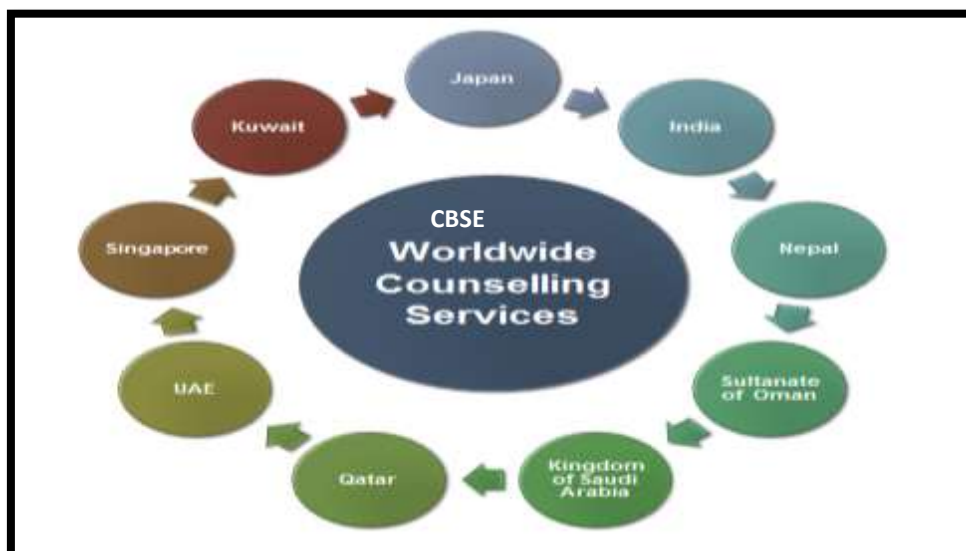 Japan
India
Nepal
Sultanate
of Oman
Kingdom
of Saudi
Arabia
Qatar
UAE
Singapore
Kuwait
CBSE
Worldwide
Counselling
Services